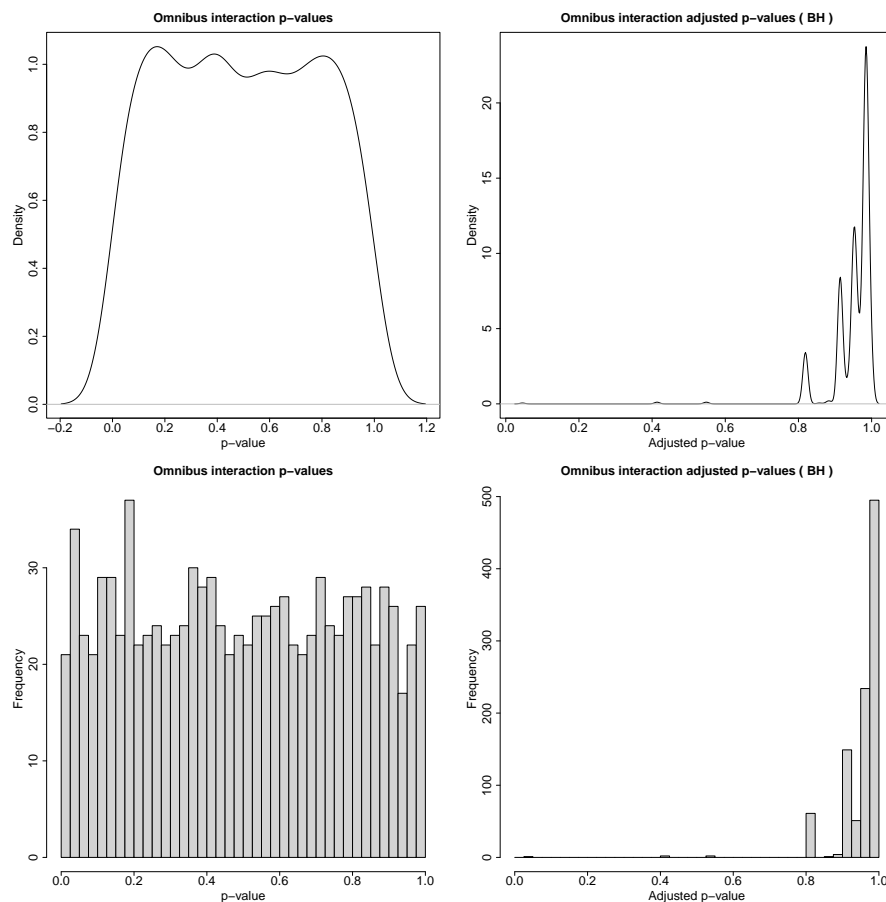 Omnibus interaction p−values
Density
0.0 0.2 0.4 0.6 0.8 1.0
−0.2 0.0 0.2 0.4 0.6 0.8 1.0 1.2
p−value
Omnibus interaction adjusted p−values ( BH )
Density
0 5 10 15 20
0.0 0.2 0.4 0.6 0.8 1.0
Adjusted p−value
Omnibus interaction p−values
Frequency
0 10 20 30
0.0 0.2 0.4 0.6 0.8 1.0
p−value
Omnibus interaction adjusted p−values ( BH )
Frequency
0 100 200 300 400 500
0.0 0.2 0.4 0.6 0.8 1.0
Adjusted p−value